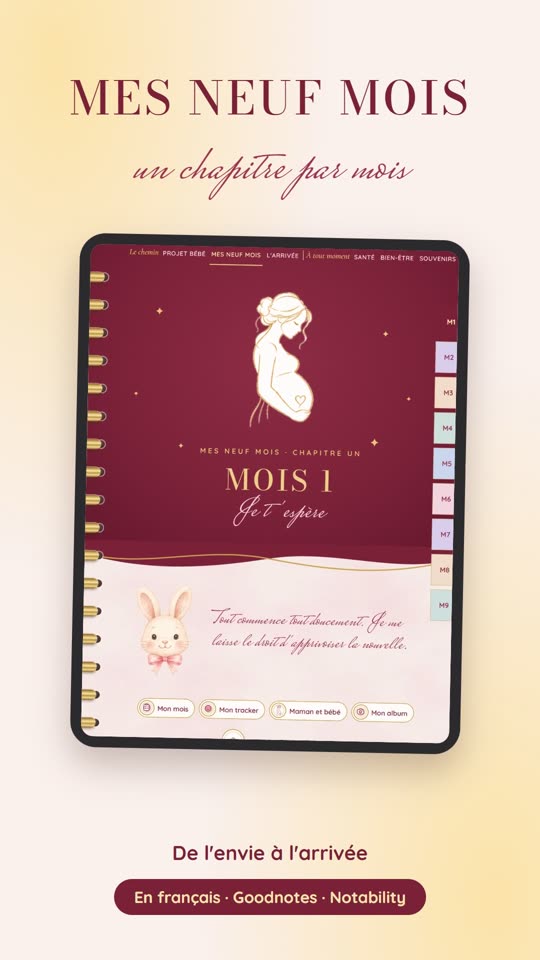 MES NEUF MOIS
un chapitre par mois
Le chemin PROJET BÉBÉ MES NEUF MOIS L'ARRIVÉE À tout moment SANTÉ BIEN-ÊTRE SOUVENIRS
M1
M2
M3
M4
M5
M6
M7
M8
M9
MES NEUF MOIS · CHAPITRE UN
MOIS 1
Je t'espère
Tout commence tout doucement. Je me
laisse le droit d'apprivoiser la nouvelle.
Mon mois Mon tracker Maman et bébé Mon album
De l'envie à l'arrivée
En français · Goodnotes · Notability